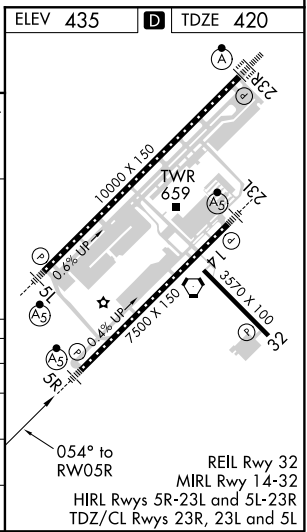 ELEV 435 D TDZE 420
A
23R
P
10000 X 150
TWR
659
A5
23L
P
0.6% UP
P
5L
A5
14
3570 X 100
0.4% UP
7500 X 150
P
32
A5
P
5R
054° to
RW05R
REIL Rwy 32
MIRL Rwy 14-32
HIRL Rwys 5R-23L and 5L-23R
TDZ/CL Rwys 23R, 23L and 5L